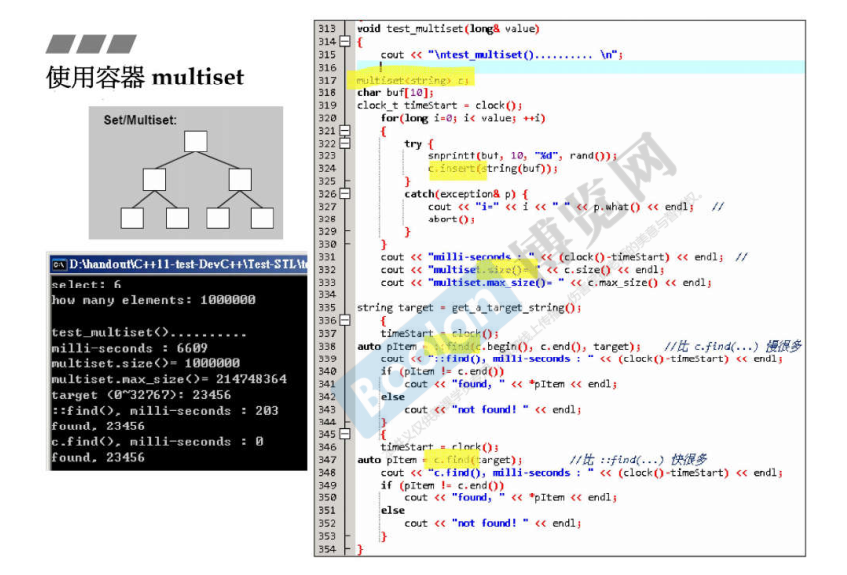 使用容器 multiset
Set/Multiset:
D:\handout\C++11-test-DevC++\Test-STL\
select: 6
how many elements: 1000000
test_multiset()..........
milli-seconds : 6609
multiset.size()= 1000000
multiset.max_size()= 214748364
target (0~32767): 23456
::find(), milli-seconds : 203
found, 23456
c.find(), milli-seconds : 0
found, 23456
313 void test_multiset(long& value)
314 {
315 cout << "\ntest_multiset().......... \n";
316
317 multiset<string> c;
318 char buf[10];
319 clock_t timeStart = clock();
320 for(long i=0; i< value; ++i)
321 {
322 try {
323 snprintf(buf, 10, "%d", rand());
324 c.insert(string(buf));
325 }
326 catch(exception& p) {
327 cout << "i=" << i << " " << p.what() << endl; //
328 abort();
329 }
330 }
331 cout << "milli-seconds : " << (clock()-timeStart) << endl; //
332 cout << "multiset.size()= " << c.size() << endl;
333 cout << "multiset.max_size()= " << c.max_size() << endl;
334
335 string target = get_a_target_string();
336 {
337 timeStart = clock();
338 auto pItem = ::find(c.begin(), c.end(), target); //比 c.find(...) 慢很多
339 cout << "::find(), milli-seconds : " << (clock()-timeStart) << endl;
340 if (pItem != c.end())
341 cout << "found, " << *pItem << endl;
342 else
343 cout << "not found! " << endl;
344 }
345 {
346 timeStart = clock();
347 auto pItem = c.find(target); //比 ::find(...) 快很多
348 cout << "c.find(), milli-seconds : " << (clock()-timeStart) << endl;
349 if (pItem != c.end())
350 cout << "found, " << *pItem << endl;
351 else
352 cout << "not found! " << endl;
353 }
354 }
Boolan 博览网